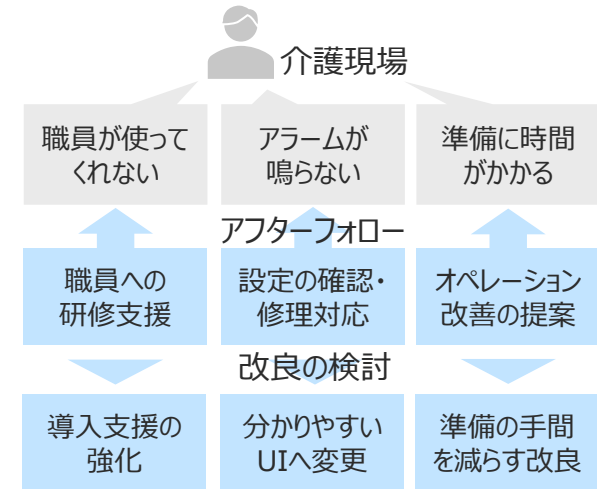 介護現場
職員が使って
くれない
アラームが
鳴らない
準備に時間
がかかる
アフターフォロー
職員への
研修支援
設定の確認・
修理対応
オペレーション
改善の提案
改良の検討
導入支援の
強化
分かりやすい
UIへ変更
準備の手間
を減らす改良